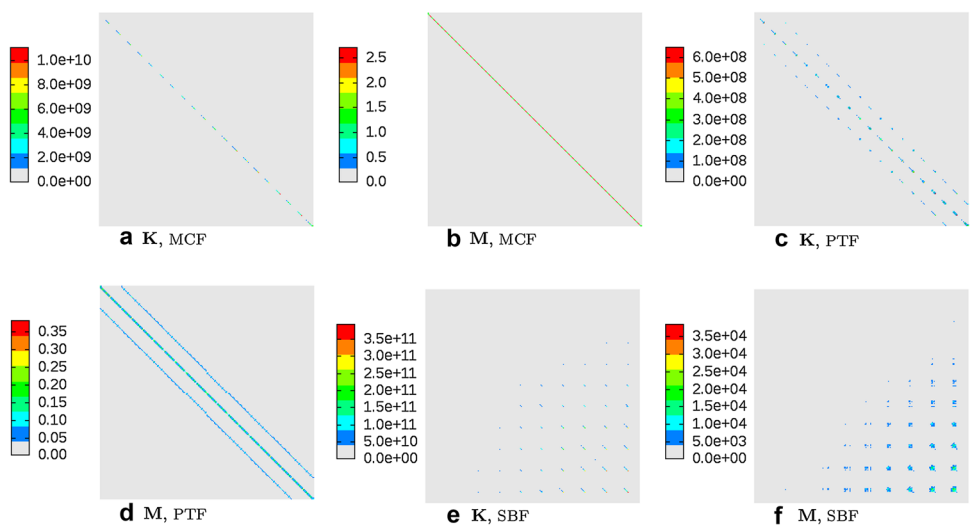 1.0e+10
8.0e+09
6.0e+09
4.0e+09
2.0e+09
0.0e+00
a K, MCF
2.5
2.0
1.5
1.0
0.5
0.0
b M, MCF
6.0e+08
5.0e+08
4.0e+08
3.0e+08
2.0e+08
1.0e+08
0.0e+00
c K, PTF
0.35
0.30
0.25
0.20
0.15
0.10
0.05
0.00
d M, PTF
3.5e+11
3.0e+11
2.5e+11
2.0e+11
1.5e+11
1.0e+11
5.0e+10
0.0e+00
e K, SBF
3.5e+04
3.0e+04
2.5e+04
2.0e+04
1.5e+04
1.0e+04
5.0e+03
0.0e+00
f M, SBF